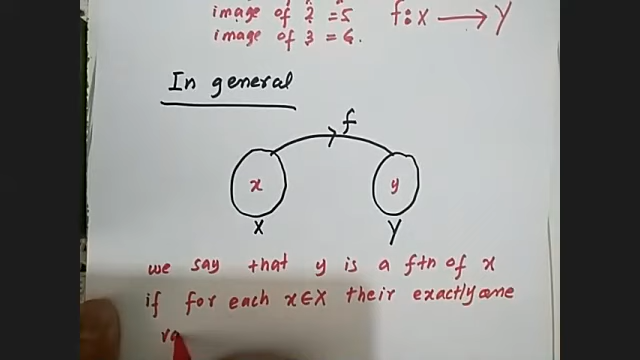 image of 2 = 5
image of 3 = 6.
f: X → Y
In general
f
x
y
X
Y
we say that y is a ftn of x
if for each x∈X their exactly one
va